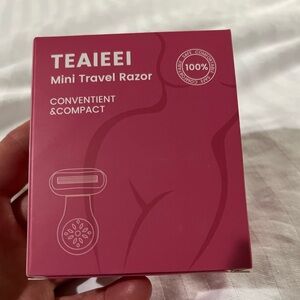 TEAIEEI
Mini Travel Razor
100%
CONVENTIENT
&COMPACT